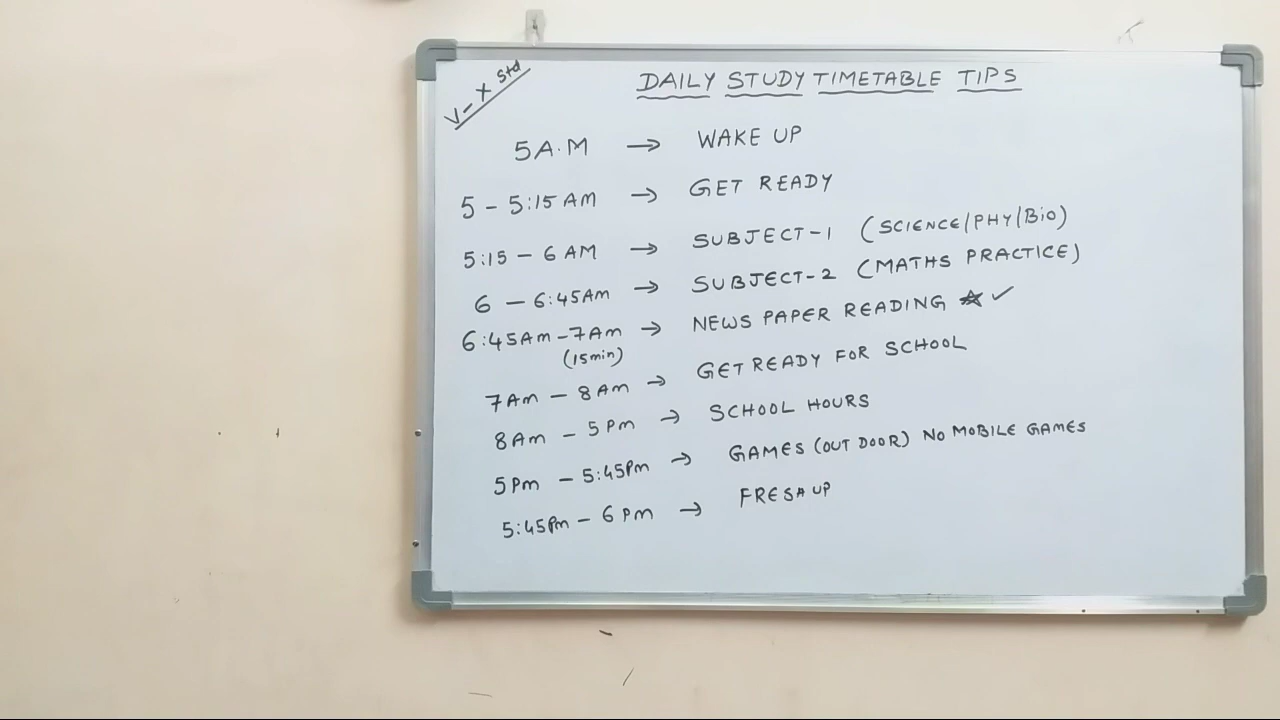 V - X Std
DAILY STUDY TIMETABLE TIPS
5 A.M → WAKE UP
5 - 5:15 AM → GET READY
5:15 - 6 AM → SUBJECT-1 (SCIENCE/PHY/BiO)
6 - 6:45AM → SUBJECT-2 (MATHS PRACTICE)
6:45AM - 7AM → NEWS PAPER READING ☆ ✓
(15min)
7AM - 8AM → GET READY FOR SCHOOL
8AM - 5PM → SCHOOL HOURS
5PM - 5:45PM → GAMES (OUT DOOR) NO MOBILE GAMES
5:45PM - 6PM → FRESH UP